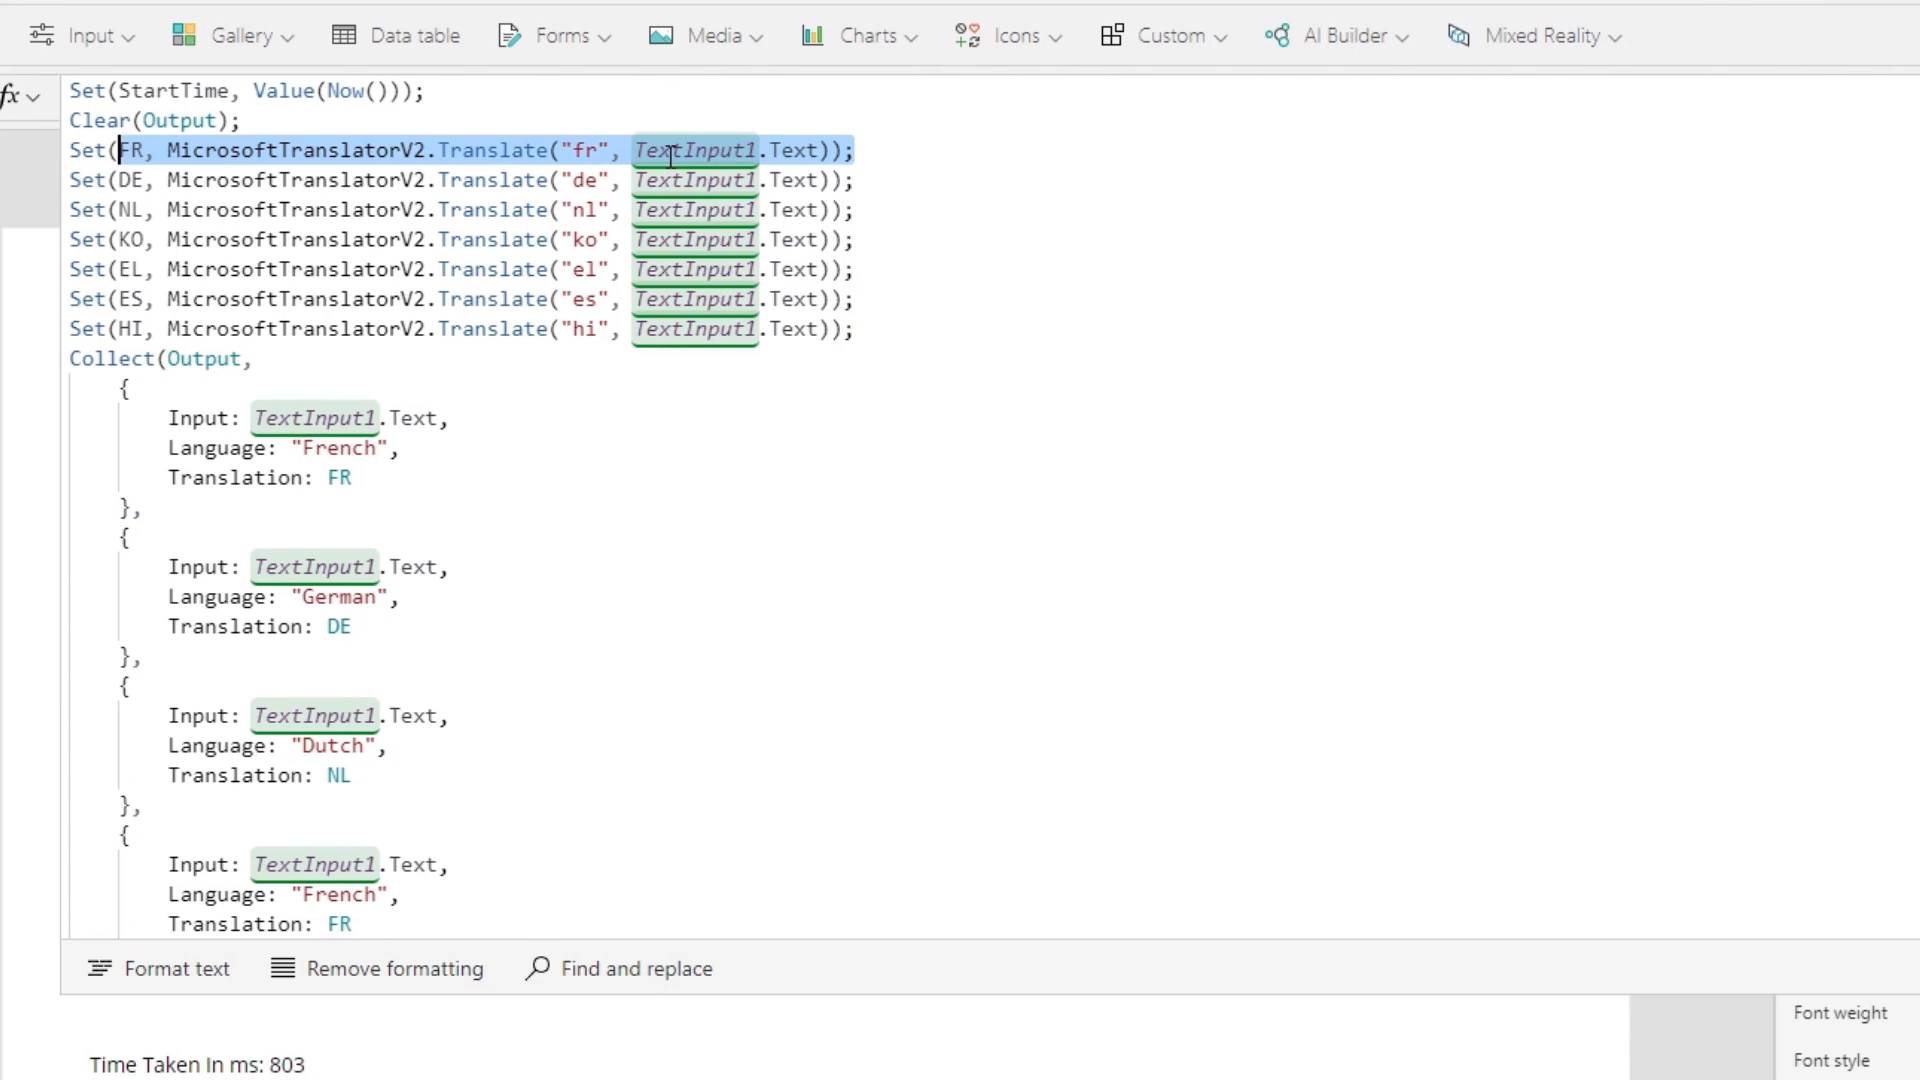 Input Gallery Data table Forms Media Charts Icons Custom AI Builder Mixed Reality
fx
Set(StartTime, Value(Now()));
Clear(Output);
Set(FR, MicrosoftTranslatorV2.Translate("fr", TextInput1.Text));
Set(DE, MicrosoftTranslatorV2.Translate("de", TextInput1.Text));
Set(NL, MicrosoftTranslatorV2.Translate("nl", TextInput1.Text));
Set(KO, MicrosoftTranslatorV2.Translate("ko", TextInput1.Text));
Set(EL, MicrosoftTranslatorV2.Translate("el", TextInput1.Text));
Set(ES, MicrosoftTranslatorV2.Translate("es", TextInput1.Text));
Set(HI, MicrosoftTranslatorV2.Translate("hi", TextInput1.Text));
Collect(Output,
{
Input: TextInput1.Text,
Language: "French",
Translation: FR
},
{
Input: TextInput1.Text,
Language: "German",
Translation: DE
},
{
Input: TextInput1.Text,
Language: "Dutch",
Translation: NL
},
{
Input: TextInput1.Text,
Language: "French",
Translation: FR
Format text Remove formatting Find and replace
Font weight
Font style
Time Taken In ms: 803